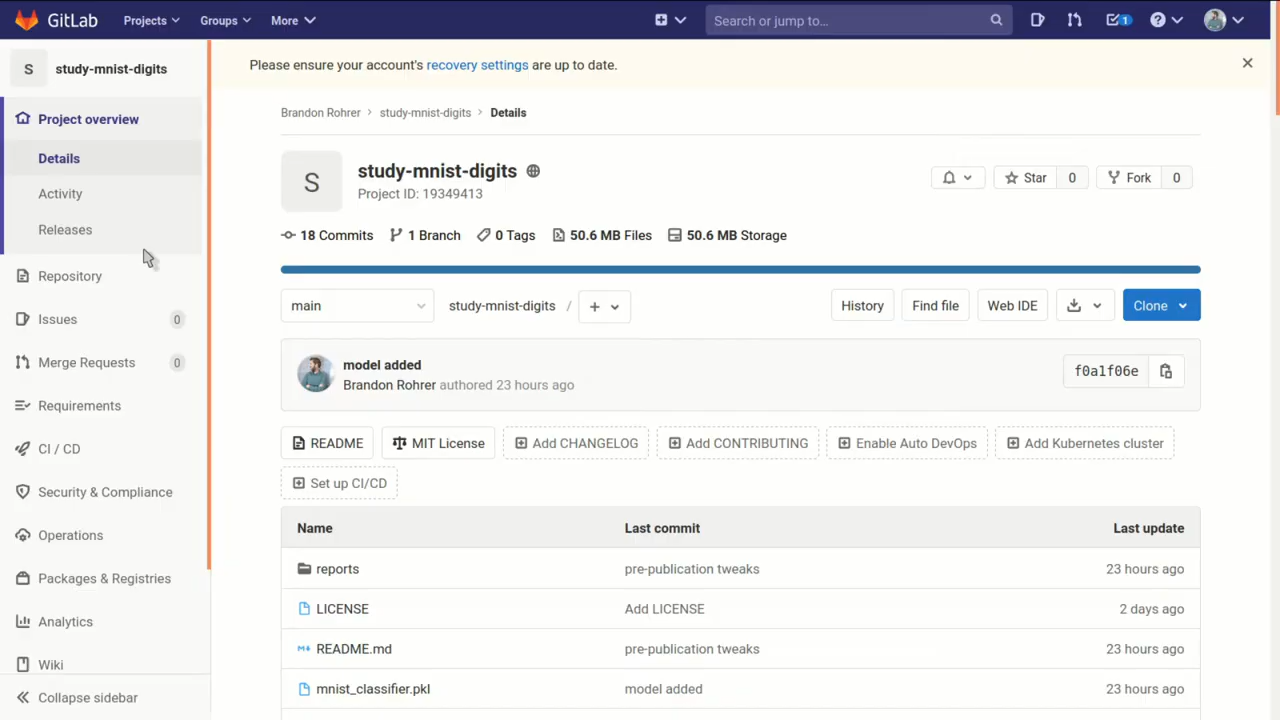 GitLab Projects Groups More Search or jump to... 1
S study-mnist-digits
Project overview
Details
Activity
Releases
Repository
Issues 0
Merge Requests 0
Requirements
CI / CD
Security & Compliance
Operations
Packages & Registries
Analytics
Wiki
Collapse sidebar
Please ensure your account's recovery settings are up to date.
Brandon Rohrer > study-mnist-digits > Details
S
study-mnist-digits
Project ID: 19349413
Star 0 Fork 0
18 Commits 1 Branch 0 Tags 50.6 MB Files 50.6 MB Storage
main study-mnist-digits / + History Find file Web IDE Clone
model added
Brandon Rohrer authored 23 hours ago
f0a1f06e
README MIT License Add CHANGELOG Add CONTRIBUTING Enable Auto DevOps Add Kubernetes cluster
Set up CI/CD
Name Last commit Last update
reports pre-publication tweaks 23 hours ago
LICENSE Add LICENSE 2 days ago
README.md pre-publication tweaks 23 hours ago
mnist_classifier.pkl model added 23 hours ago